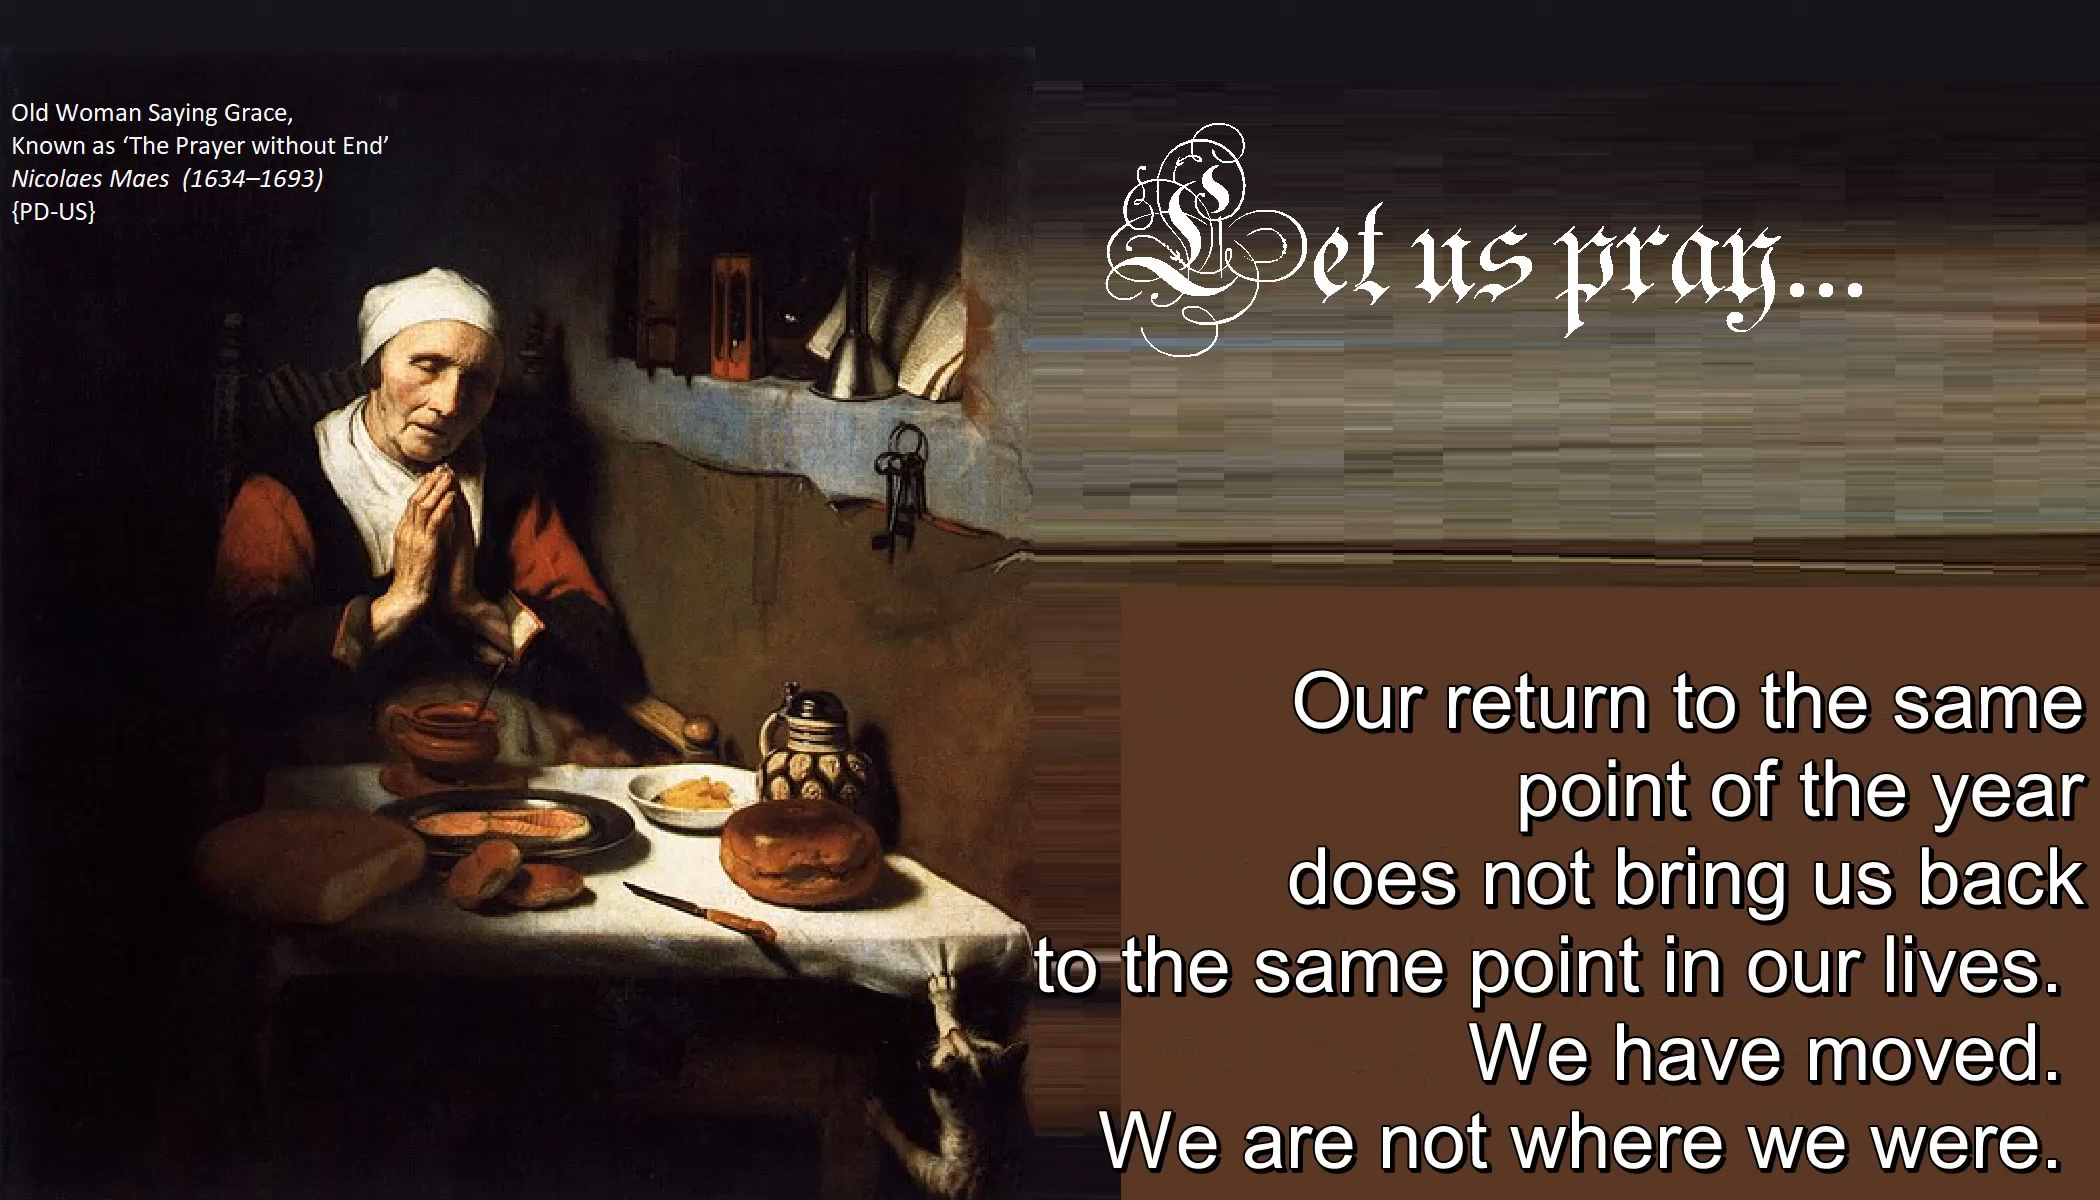 Old Woman Saying Grace,
Known as ‘The Prayer without End’
Nicolaes Maes (1634–1693)
{PD-US}
Let us pray...
Our return to the same
point of the year
does not bring us back
to the same point in our lives.
We have moved.
We are not where we were.